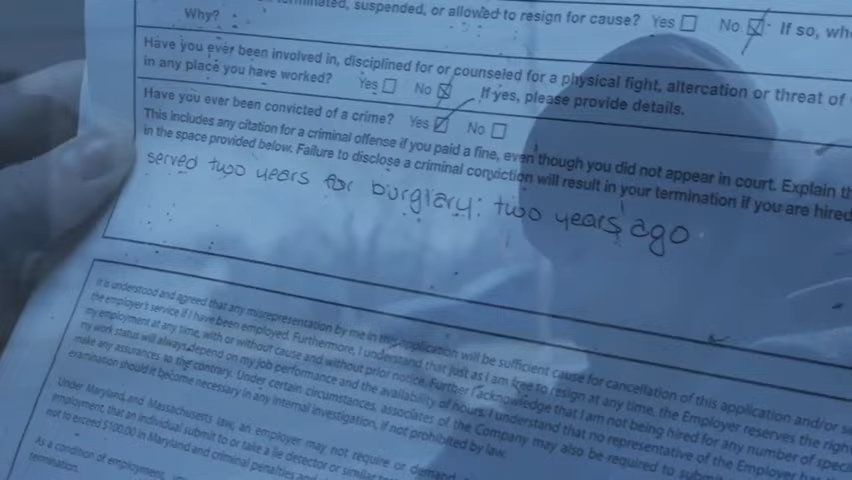 terminated, suspended, or allowed to resign for cause? Yes No If so, whe
Why?
Have you ever been involved in, disciplined for or counseled for a physical fight, altercation or threat of
in any place you have worked? Yes No If yes, please provide details.
Have you ever been convicted of a crime? Yes No
This includes any citation for a criminal offense if you paid a fine, even though you did not appear in court. Explain th
in the space provided below. Failure to disclose a criminal conviction will result in your termination if you are hired
served two years for burglary: two years ago
It is understood and agreed that any misrepresentation by me in this application will be sufficient cause for cancellation of this application and/or se
the employer's service if I have been employed. Furthermore, I understand that just as I am free to resign at any time, the Employer reserves the right
my employment at any time, with or without cause and without prior notice. Further I acknowledge that I am not being hired for any number of speci
my work status will always depend on my job performance and the availability of hours. I understand that no representative of the Employer has
make any assurances to the contrary. Under certain circumstances, associates of the Company may also be required to submit
examination should it become necessary in any internal investigation, if not prohibited by law.
Under Maryland, and Massachusetts law, an employer may not require or demand
employment, that an individual submit to or take a lie detector or similar
not to exceed $100.00 in Maryland and criminal penalties and
As a condition of employment,
termination.